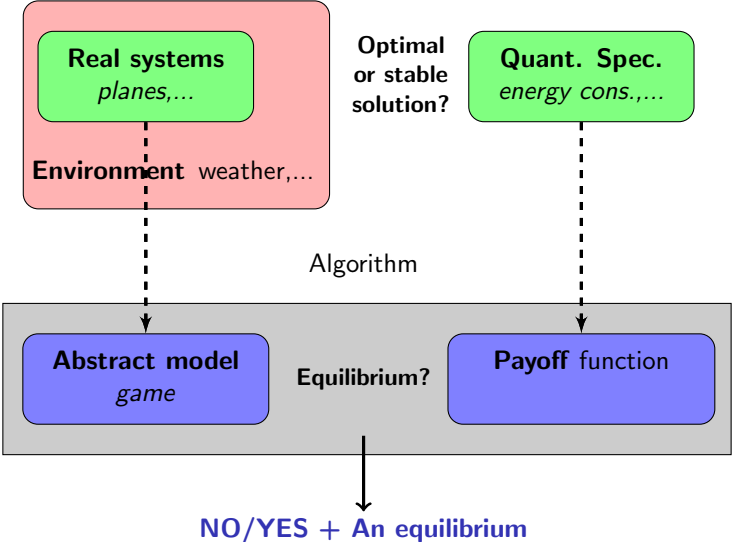 Real systems
planes,...
Environment weather,...
Optimal
or stable
solution?
Quant. Spec.
energy cons.,...
Algorithm
Abstract model
game
Equilibrium?
Payoff function
NO/YES + An equilibrium